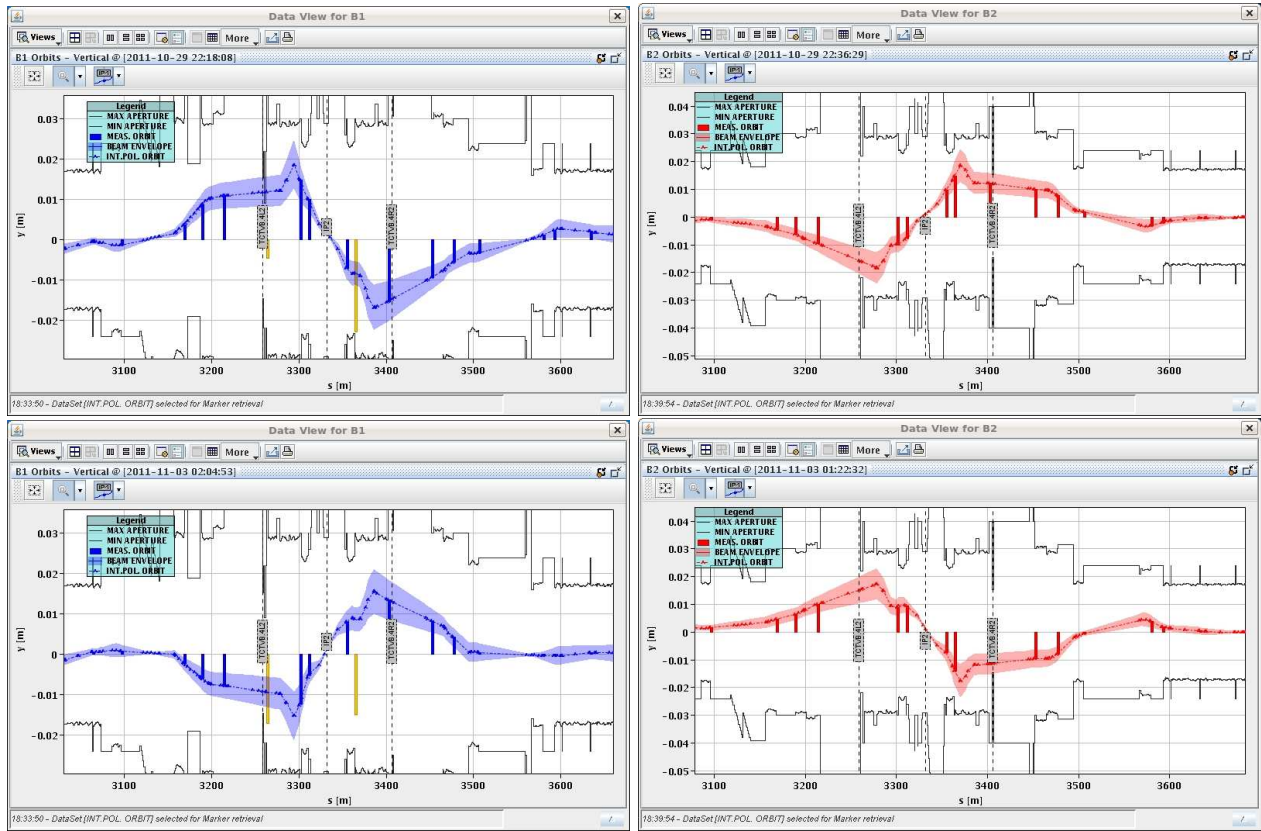 Data View for B1
Views
More
B1 Orbits - Vertical @ [2011-10-29 22:18:08]
Legend
MAX APERTURE
MIN APERTURE
MEAS. ORBIT
BEAM ENVELOPE
INT.POL. ORBIT
0.03
0.02
0.01
0
-0.01
-0.02
y [m]
TCTVB.4L2
IP2
TCTVB.4R2
3100
3200
3300
3400
3500
3600
s [m]
18:33:50 - DataSet [INT.POL. ORBIT] selected for Marker retrieval
Data View for B2
Views
More
B2 Orbits - Vertical @ [2011-10-29 22:36:29]
Legend
MAX APERTURE
MIN APERTURE
MEAS. ORBIT
BEAM ENVELOPE
INT.POL. ORBIT
0.04
0.03
0.02
0.01
0
-0.01
-0.02
-0.03
-0.04
-0.05
y [m]
TCTVB.4L2
IP2
TCTVB.4R2
3100
3200
3300
3400
3500
3600
s [m]
18:39:54 - DataSet [INT.POL. ORBIT] selected for Marker retrieval
Data View for B1
Views
More
B1 Orbits - Vertical @ [2011-11-03 02:04:53]
Legend
MAX APERTURE
MIN APERTURE
MEAS. ORBIT
BEAM ENVELOPE
INT.POL. ORBIT
0.03
0.02
0.01
0
-0.01
-0.02
y [m]
TCTVB.4L2
IP2
TCTVB.4R2
3100
3200
3300
3400
3500
3600
s [m]
18:33:50 - DataSet [INT.POL. ORBIT] selected for Marker retrieval
Data View for B2
Views
More
B2 Orbits - Vertical @ [2011-11-03 01:22:32]
Legend
MAX APERTURE
MIN APERTURE
MEAS. ORBIT
BEAM ENVELOPE
INT.POL. ORBIT
0.04
0.03
0.02
0.01
0
-0.01
-0.02
-0.03
-0.04
-0.05
y [m]
TCTVB.4L2
IP2
TCTVB.4R2
3100
3200
3300
3400
3500
3600
s [m]
18:39:54 - DataSet [INT.POL. ORBIT] selected for Marker retrieval